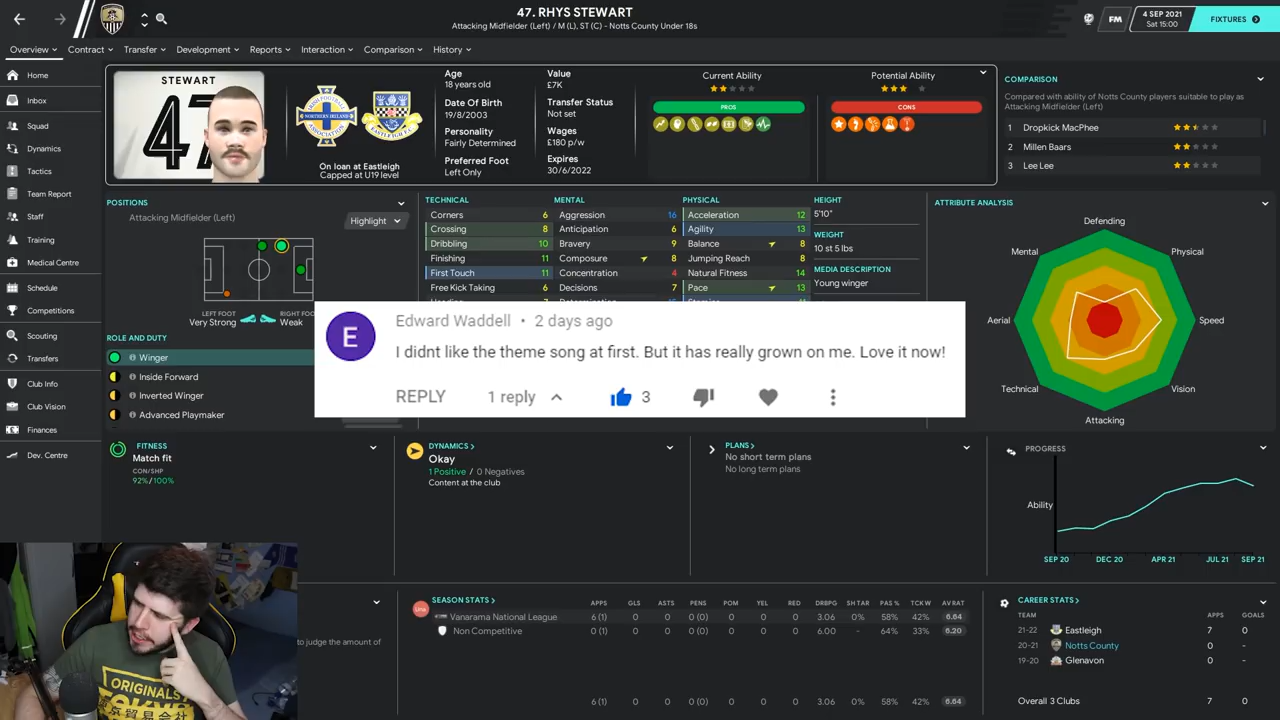 47. RHYS STEWART
Attacking Midfielder (Left) / M (L), ST (C) - Notts County Under 18s
FM
4 SEP 2021
Sat 15:00
FIXTURES
Overview
Contract
Transfer
Development
Reports
Interaction
Comparison
History
Home
Inbox
Squad
Dynamics
Tactics
Team Report
Staff
Training
Medical Centre
Schedule
Competitions
Scouting
Transfers
Club Info
Club Vision
Finances
Dev. Centre
STEWART
47
NORTHERN IRELAND
On loan at Eastleigh
Capped at U19 level
Age
18 years old
Date Of Birth
19/8/2003
Personality
Fairly Determined
Preferred Foot
Left Only
Value
£7K
Transfer Status
Not set
Wages
£180 p/w
Expires
30/6/2022
Current Ability
PROS
Potential Ability
CONS
COMPARISON
Compared with ability of Notts County players suitable to play as
Attacking Midfielder (Left)
1 Dropkick MacPhee
2 Millen Baars
3 Lee Lee
POSITIONS
Attacking Midfielder (Left)
Highlight
LEFT FOOT
Very Strong
RIGHT FOOT
Weak
ROLE AND DUTY
Winger
Inside Forward
Inverted Winger
Advanced Playmaker
TECHNICAL
Corners 6
Crossing 8
Dribbling 10
Finishing 11
First Touch 11
Free Kick Taking 6
MENTAL
Aggression 16
Anticipation 6
Bravery 9
Composure 8
Concentration 4
Decisions 7
PHYSICAL
Acceleration 12
Agility 13
Balance 8
Jumping Reach 8
Natural Fitness 14
Pace 13
HEIGHT
5'10"
WEIGHT
10 st 5 lbs
MEDIA DESCRIPTION
Young winger
ATTRIBUTE ANALYSIS
Defending
Mental
Physical
Aerial
Speed
Technical
Vision
Attacking
E
Edward Waddell • 2 days ago
I didnt like the theme song at first. But it has really grown on me. Love it now!
REPLY
1 reply
3
FITNESS
Match fit
CON/SHP
92%/100%
DYNAMICS
Okay
1 Positive / 0 Negatives
Content at the club
PLANS
No short term plans
No long term plans
PROGRESS
Ability
SEP 20 DEC 20 APR 21 JUL 21 SEP 21
to judge the amount of
ORIGINALS
TOKYO
貿易会社
SEASON STATS APPS GLS ASTS PENS POM YEL RED DRBPG SH TAR PAS % TCK W AV RAT
Vanarama National League 6 (1) 0 0 0 (0) 0 0 0 3.06 0% 58% 42% 6.64
Non Competitive 0 (1) 0 0 0 (0) 0 0 0 6.00 - 64% 33% 6.20
6 (1) 0 0 0 (0) 0 0 0 3.06 0% 58% 42% 6.64
CAREER STATS
TEAM APPS GOALS
21-22 Eastleigh 7 0
20-21 Notts County 0 -
19-20 Glenavon 0 -
Overall 3 Clubs 7 0